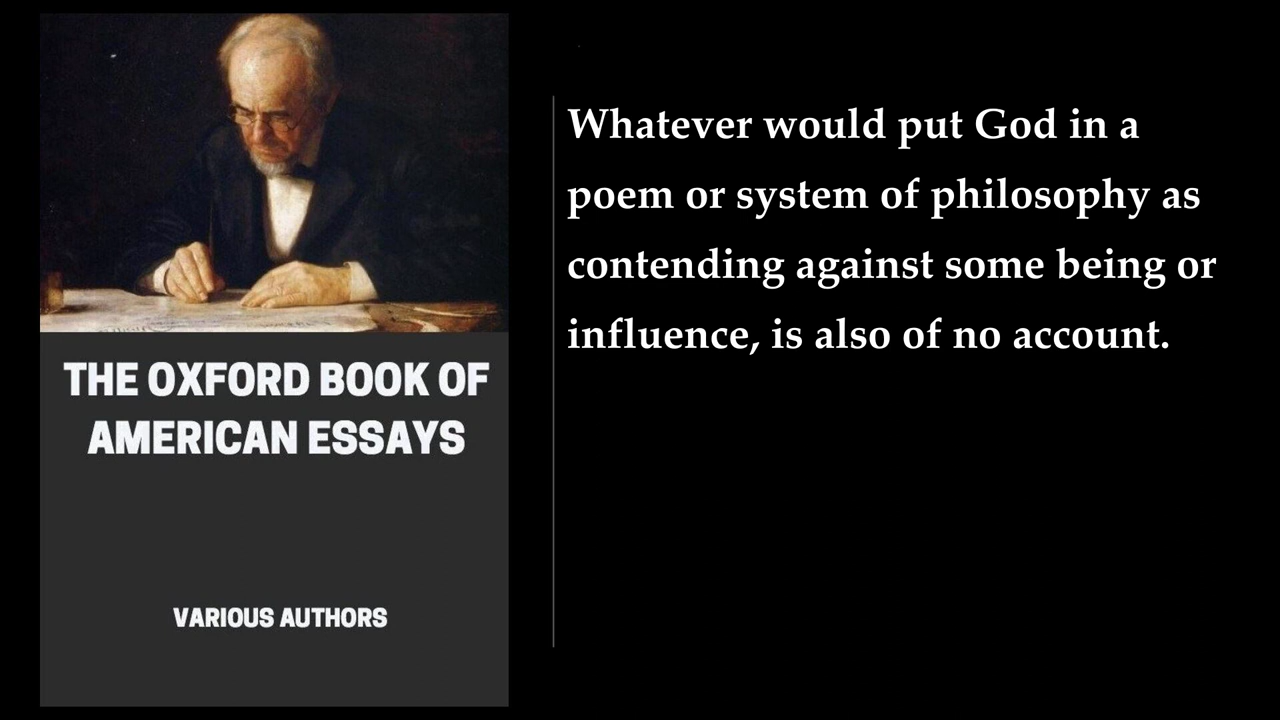 THE OXFORD BOOK OF
AMERICAN ESSAYS
VARIOUS AUTHORS
Whatever would put God in a
poem or system of philosophy as
contending against some being or
influence, is also of no account.